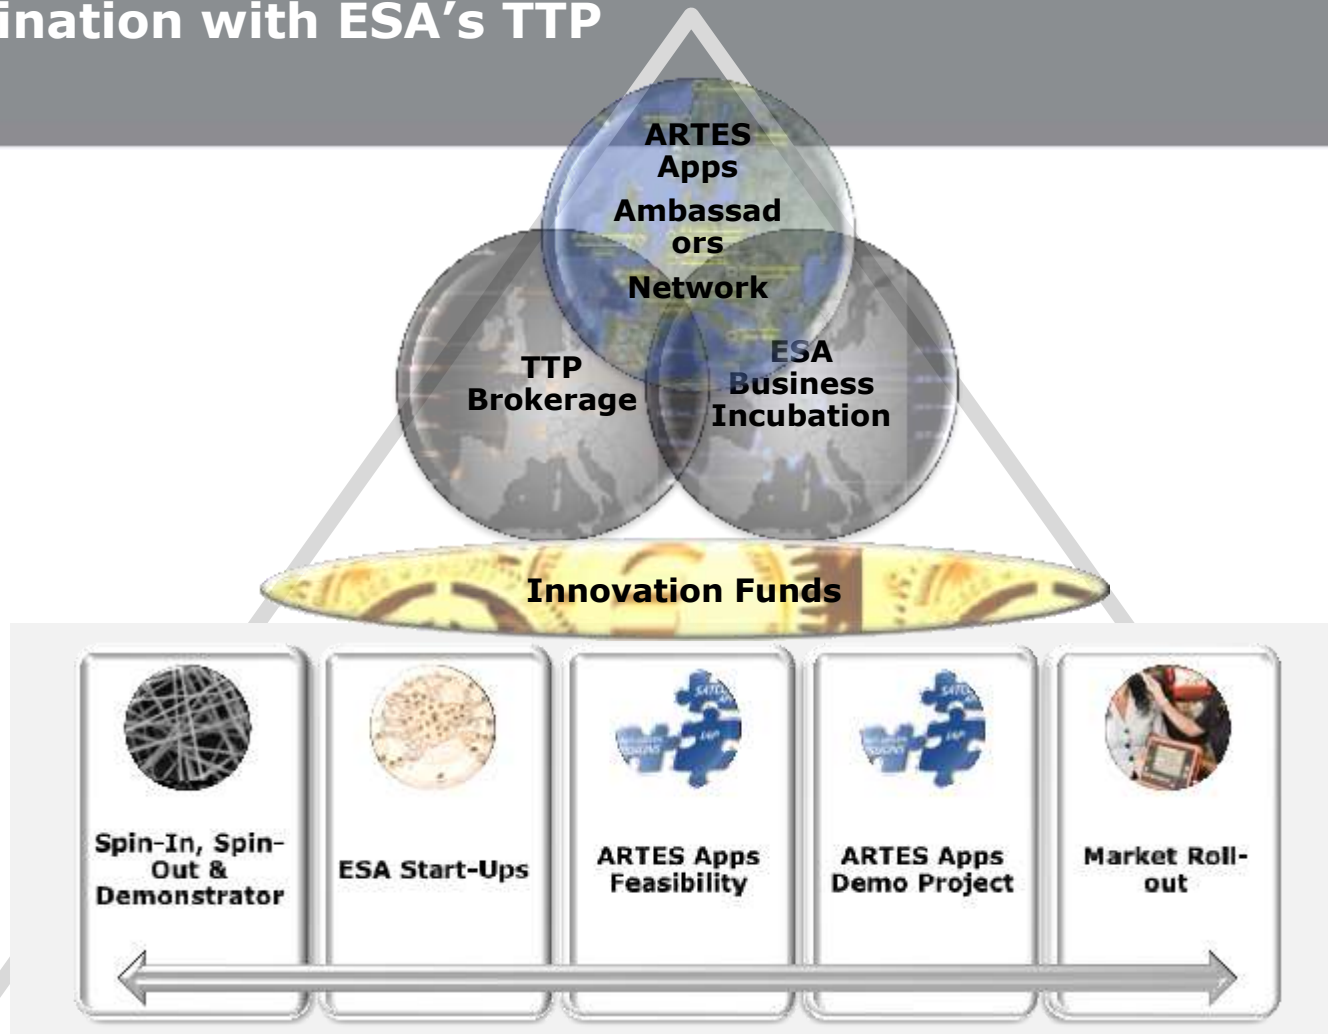 ination with ESA's TTP
ARTES
Apps
Ambassad
ors
Network
TTP
Brokerage
ESA
Business
Incubation
Innovation Funds
Spin-In, Spin-
Out &
Demonstrator
ESA Start-Ups
ARTES Apps
Feasibility
ARTES Apps
Demo Project
Market Roll-
out